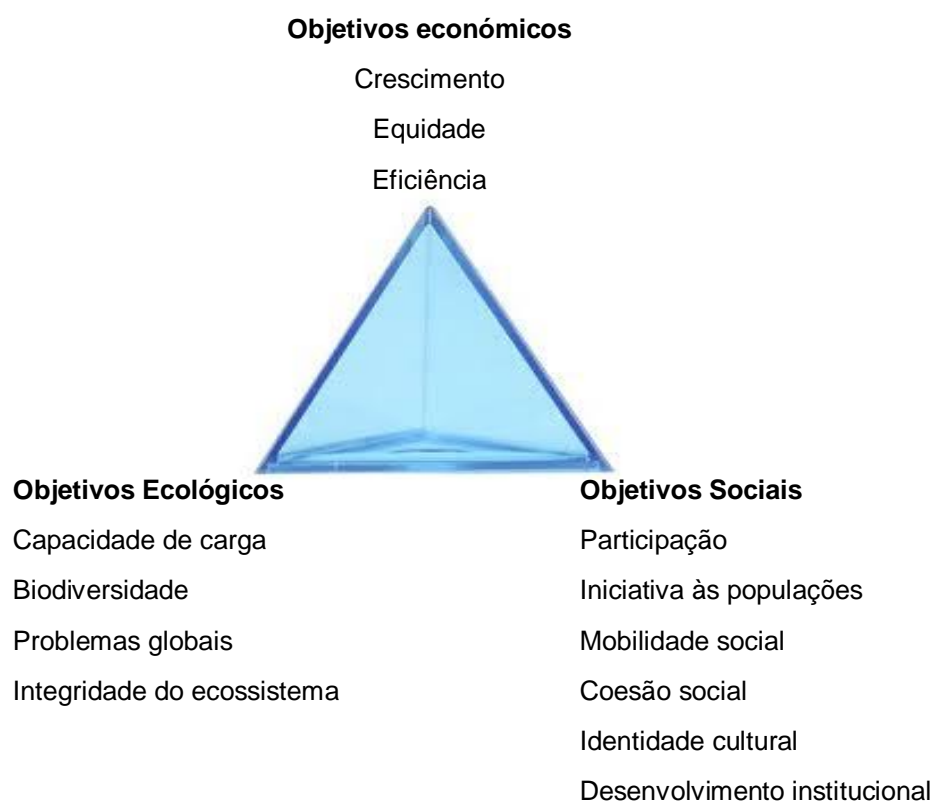 Objetivos económicos
Crescimento
Equidade
Eficiência
Objetivos Ecológicos
Capacidade de carga
Biodiversidade
Problemas globais
Integridade do ecossistema
Objetivos Sociais
Participação
Iniciativa às populações
Mobilidade social
Coesão social
Identidade cultural
Desenvolvimento institucional